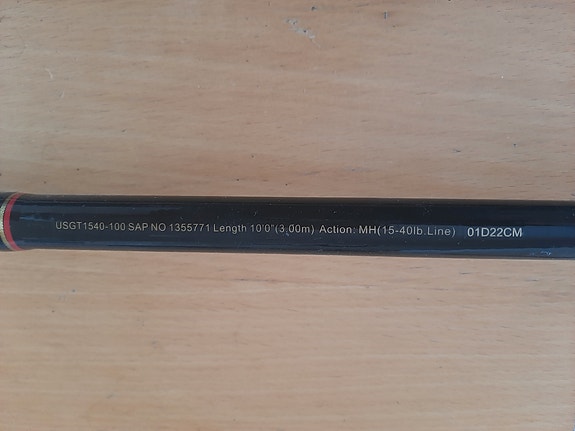 USGT1540-100 SAP NO 1355771 Length 10'0"(3.00m) Action: MH(15-40lb.Line) 01D22CM